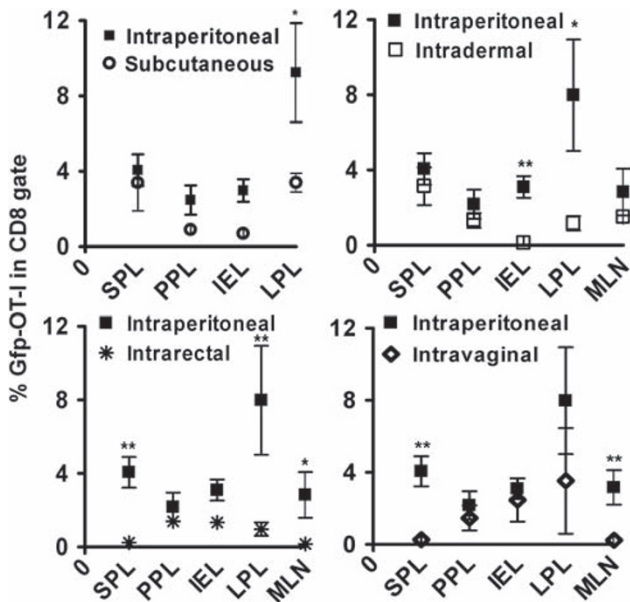 % Gfp-OT-I in CD8 gate
12
8
4
0
0
Intraperitoneal
Subcutaneous
*
SPL
PPL
IEL
LPL
12
8
4
0
0
Intraperitoneal
Intradermal
*
**
SPL
PPL
IEL
LPL
MLN
12
8
4
0
Intraperitoneal
Intrarectal
**
**
*
SPL
PPL
IEL
LPL
MLN
12
8
4
0
Intraperitoneal
Intravaginal
**
**
SPL
PPL
IEL
LPL
MLN